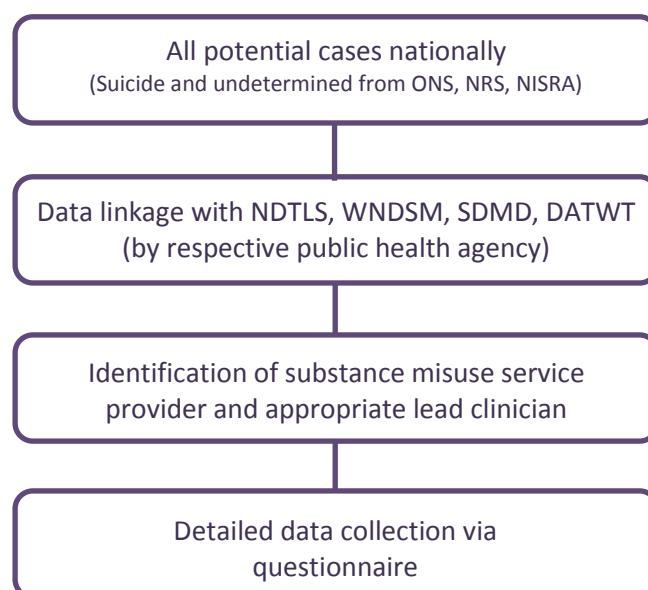 All potential cases nationally
(Suicide and undetermined from ONS, NRS, NISRA)
Data linkage with NDTLS, WNDSM, SDMD, DATWT
(by respective public health agency)
Identification of substance misuse service
provider and appropriate lead clinician
Detailed data collection via
questionnaire